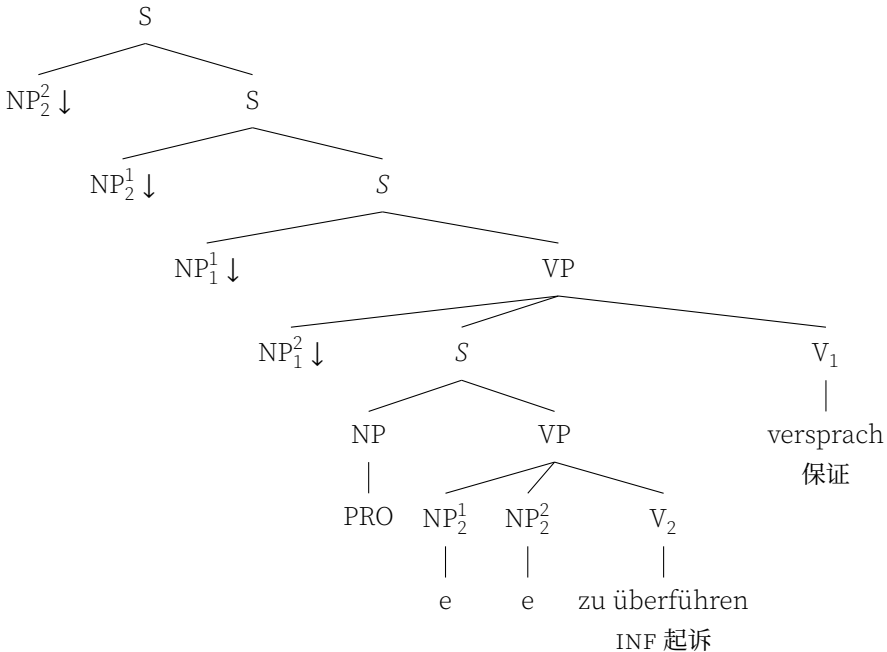 S
NP₂² ↓ S
NP₂¹ ↓ S
NP₁¹ ↓ VP
NP₁² ↓ S V₁
NP VP versprach
保证
PRO NP₂¹ NP₂² V₂
e e zu überführen
INF 起诉